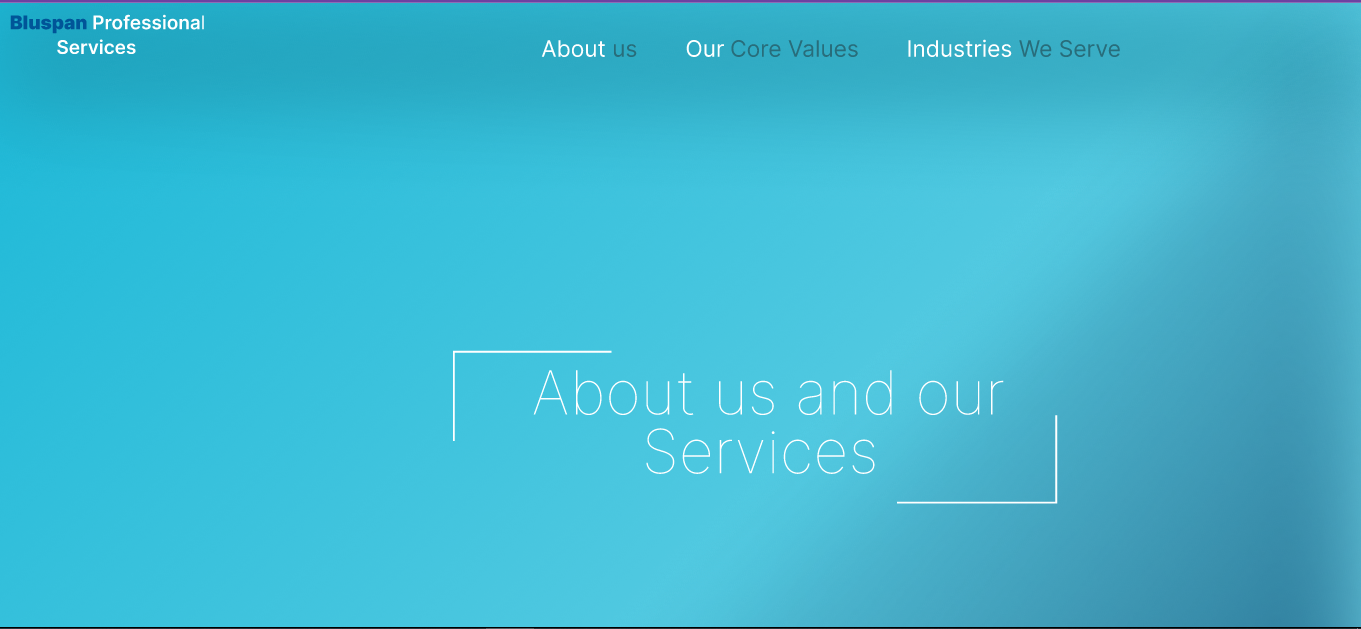 Bluspan Professional
Services
About us
Our Core Values
Industries We Serve
About us and our
Services